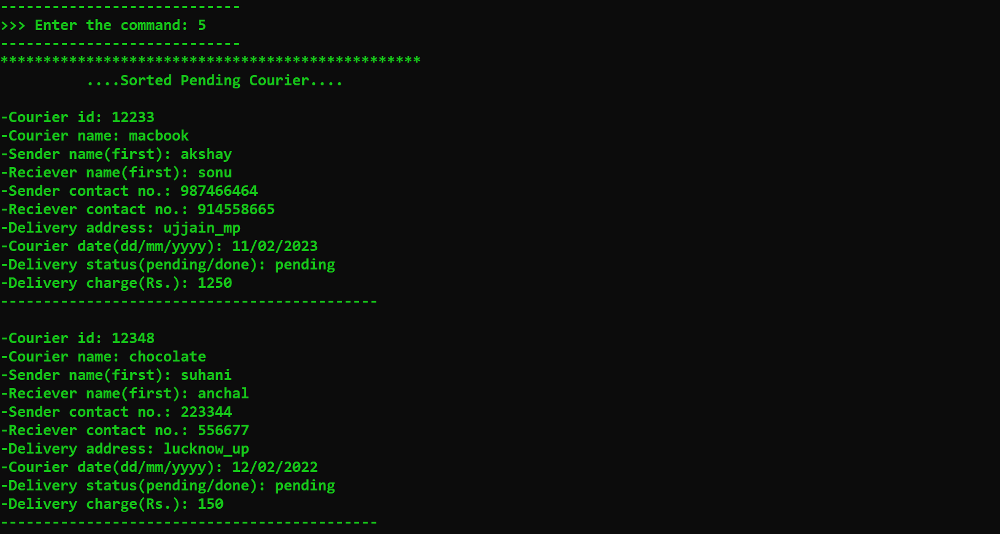 ----------------------------
>>> Enter the command: 5
----------------------------
*************************************************
....Sorted Pending Courier....
-Courier id: 12233
-Courier name: macbook
-Sender name(first): akshay
-Reciever name(first): sonu
-Sender contact no.: 987466464
-Reciever contact no.: 914558665
-Delivery address: ujjain_mp
-Courier date(dd/mm/yyyy): 11/02/2023
-Delivery status(pending/done): pending
-Delivery charge(Rs.): 1250
--------------------------------------------
-Courier id: 12348
-Courier name: chocolate
-Sender name(first): suhani
-Reciever name(first): anchal
-Sender contact no.: 223344
-Reciever contact no.: 556677
-Delivery address: lucknow_up
-Courier date(dd/mm/yyyy): 12/02/2022
-Delivery status(pending/done): pending
-Delivery charge(Rs.): 150
--------------------------------------------